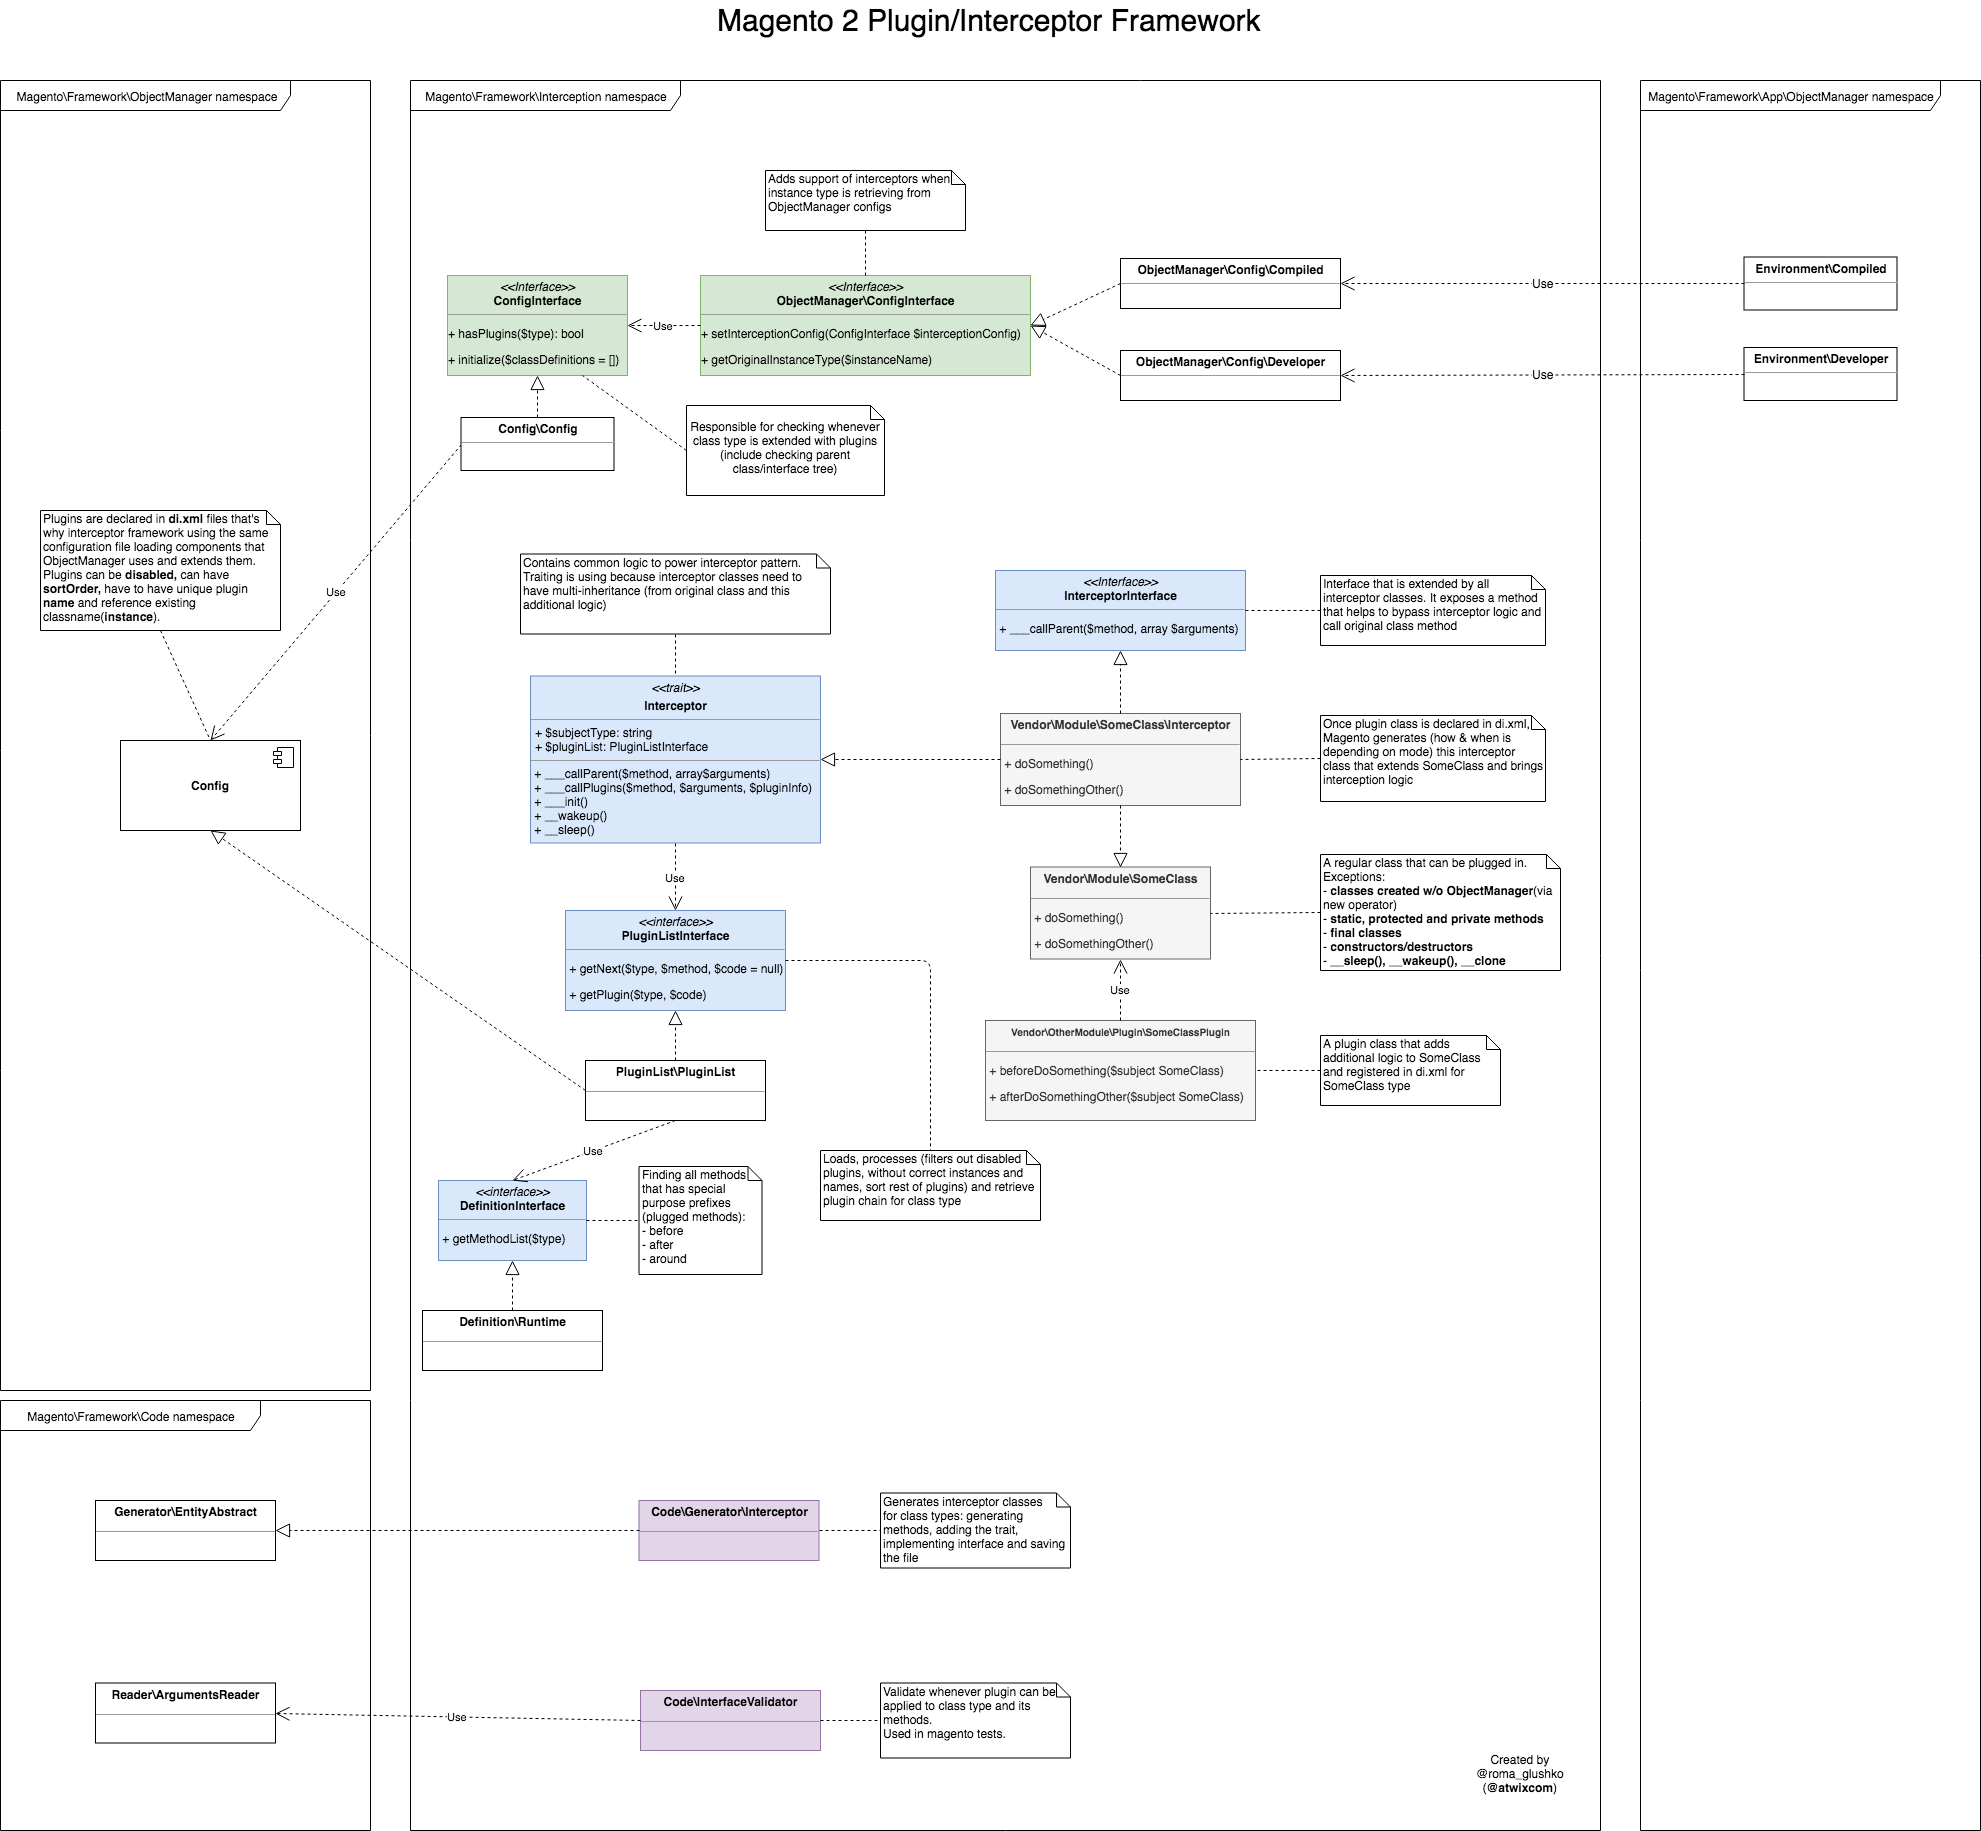 Magento 2 Plugin/Interceptor Framework
Magento\Framework\ObjectManager namespace
Magento\Framework\Interception namespace
Magento\Framework\App\ObjectManager namespace
Adds support of interceptors when
instance type is retrieving from
ObjectManager configs
<<Interface>>
ConfigInterface
+ hasPlugins($type): bool
+ initialize($classDefinitions = [])
Use
<<Interface>>
ObjectManager\ConfigInterface
+ setInterceptionConfig(ConfigInterface $interceptionConfig)
+ getOriginalInstanceType($instanceName)
ObjectManager\Config\Compiled
Use
Environment\Compiled
ObjectManager\Config\Developer
Use
Environment\Developer
Config\Config
Responsible for checking whenever
class type is extended with plugins
(include checking parent
class/interface tree)
Plugins are declared in di.xml files that's
why interceptor framework using the same
configuration file loading components that
ObjectManager uses and extends them.
Plugins can be disabled, can have
sortOrder, have to have unique plugin
name and reference existing
classname(instance).
Use
Contains common logic to power interceptor pattern.
Traiting is using because interceptor classes need to
have multi-inheritance (from original class and this
additional logic)
<<Interface>>
InterceptorInterface
+ ___callParent($method, array $arguments)
Interface that is extended by all
interceptor classes. It exposes a method
that helps to bypass interceptor logic and
call original class method
<<trait>>
Interceptor
+ $subjectType: string
+ $pluginList: PluginListInterface
+ ___callParent($method, array$arguments)
+ ___callPlugins($method, $arguments, $pluginInfo)
+ ___init()
+ __wakeup()
+ __sleep()
Vendor\Module\SomeClass\Interceptor
+ doSomething()
+ doSomethingOther()
Once plugin class is declared in di.xml,
Magento generates (how & when is
depending on mode) this interceptor
class that extends SomeClass and brings
interception logic
Config
Use
Vendor\Module\SomeClass
+ doSomething()
+ doSomethingOther()
A regular class that can be plugged in.
Exceptions:
- classes created w/o ObjectManager(via
new operator)
- static, protected and private methods
- final classes
- constructors/destructors
- __sleep(), __wakeup(), __clone
<<interface>>
PluginListInterface
+ getNext($type, $method, $code = null)
+ getPlugin($type, $code)
Use
Vendor\OtherModule\Plugin\SomeClassPlugin
+ beforeDoSomething($subject SomeClass)
+ afterDoSomethingOther($subject SomeClass)
A plugin class that adds
additional logic to SomeClass
and registered in di.xml for
SomeClass type
PluginList\PluginList
Use
Loads, processes (filters out disabled
plugins, without correct instances and
names, sort rest of plugins) and retrieve
plugin chain for class type
<<interface>>
DefinitionInterface
+ getMethodList($type)
Finding all methods
that has special
purpose prefixes
(plugged methods):
- before
- after
- around
Definition\Runtime
Magento\Framework\Code namespace
Generator\EntityAbstract
Code\Generator\Interceptor
Generates interceptor classes
for class types: generating
methods, adding the trait,
implementing interface and saving
the file
Reader\ArgumentsReader
Use
Code\InterfaceValidator
Validate whenever plugin can be
applied to class type and its
methods.
Used in magento tests.
Created by
@roma_glushko
(@atwixcom)